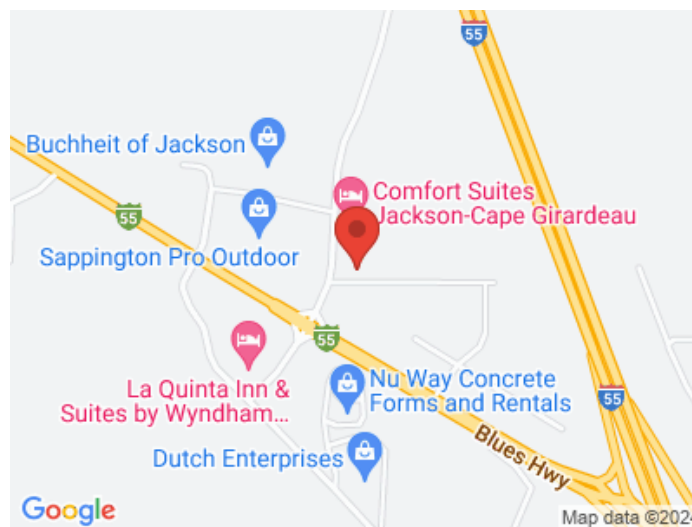 55
Buchheit of Jackson
Comfort Suites
Jackson-Cape Girardeau
55
Sappington Pro Outdoor
55
La Quinta Inn &
Suites by Wyndham...
Nu Way Concrete
Forms and Rentals
55
Blues Hwy
Dutch Enterprises
Google
Map data ©2024